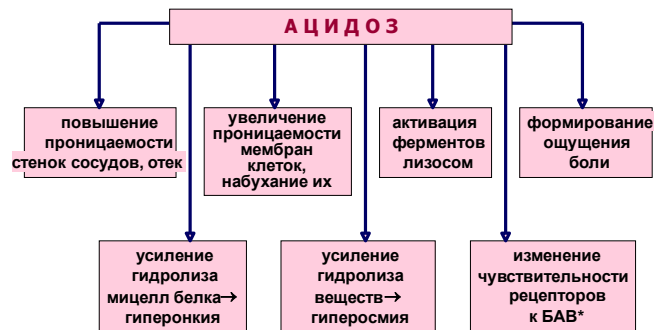 АЦИДОЗ
повышение
проницаемости
стенок сосудов, отек
увеличение
проницаемости
мембран
клеток,
набухание их
активация
ферментов
лизосом
формирование
ощущения
боли
усиление
гидролиза
мицелл белка→
гиперонкия
усиление
гидролиза
веществ→
гиперосмия
изменение
чувствительности
рецепторов
к БАВ*